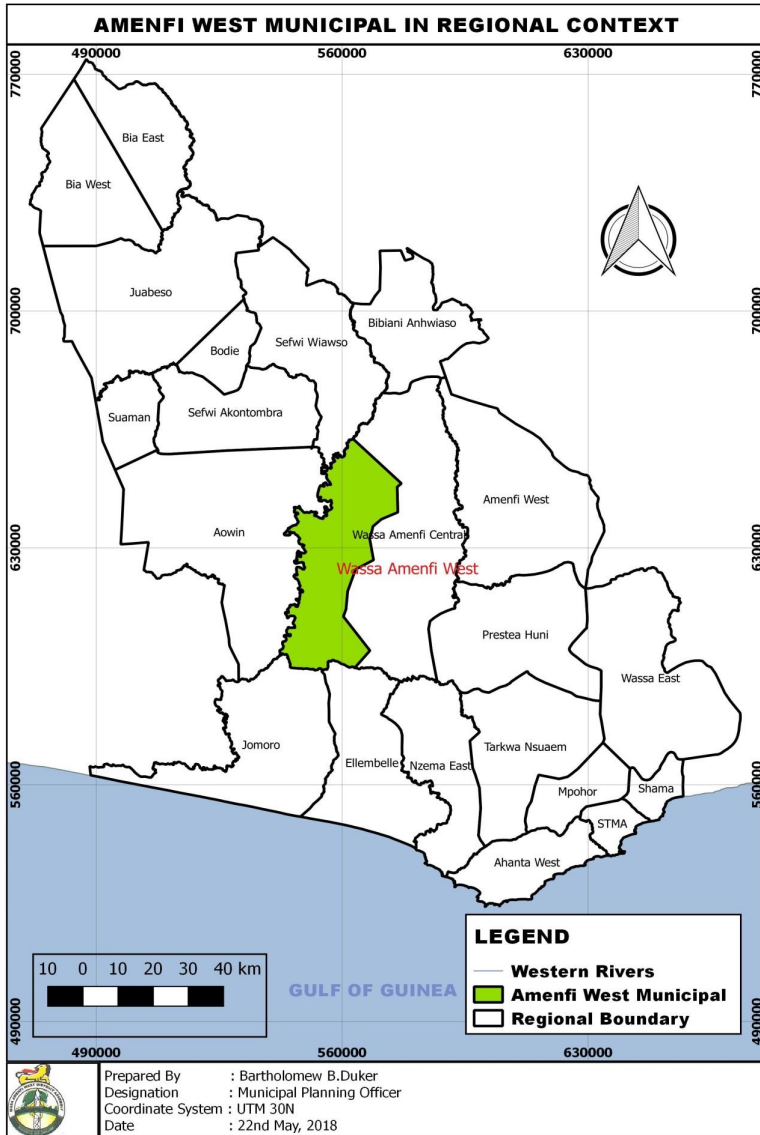 AMENFI WEST MUNICIPAL IN REGIONAL CONTEXT
490000
560000
630000
770000
770000
Bia East
Bia West
Juabeso
700000
700000
Bibiani Anhwiaso
Sefwi Wiawso
Bodie
Suaman
Sefwi Akontombra
Amenfi West
Aowin
Wassa Amenfi Central
630000
630000
Wassa Amenfi West
Prestea Huni
Wassa East
Jomoro
Ellembelle
Nzema East
Tarkwa Nsuaem
560000
560000
Mpohor
Shama
STMA
Ahanta West
LEGEND
Western Rivers
Amenfi West Municipal
Regional Boundary
10 0 10 20 30 40 km
GULF OF GUINEA
490000
490000
490000
560000
630000
Prepared By : Bartholomew B.Duker
Designation : Municipal Planning Officer
Coordinate System : UTM 30N
Date : 22nd May, 2018